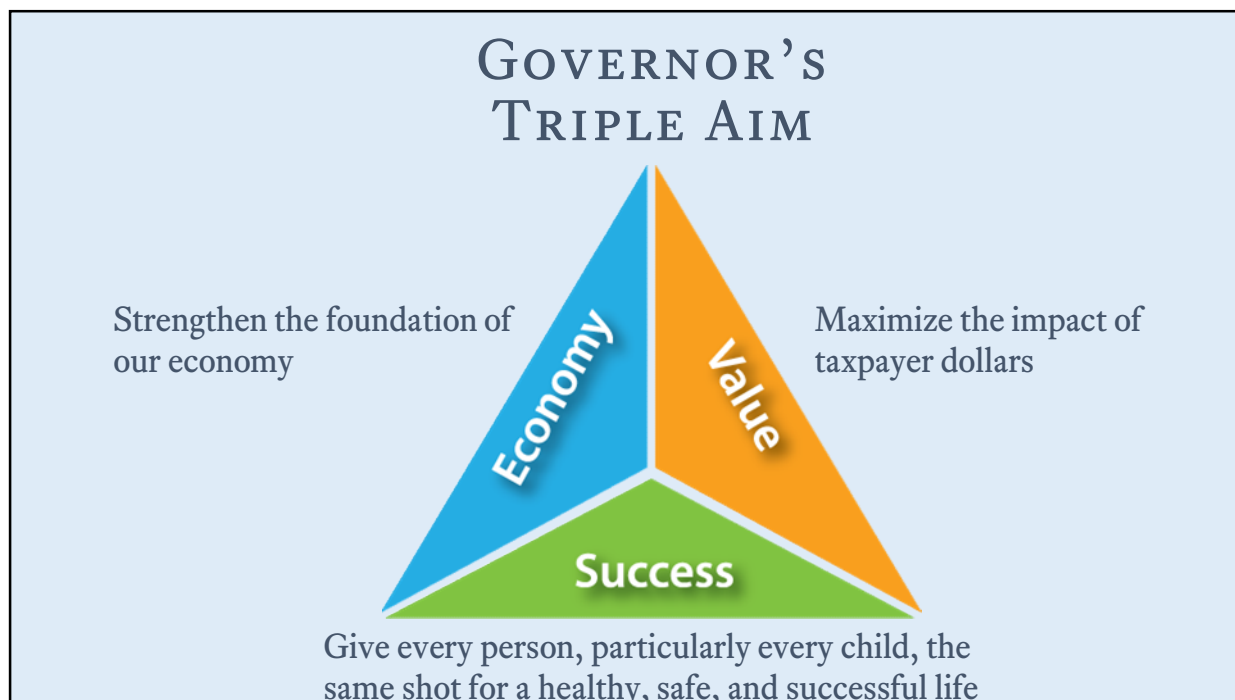 GOVERNOR'S
TRIPLE AIM
Strengthen the foundation of
our economy
Economy
Value
Maximize the impact of
taxpayer dollars
Success
Give every person, particularly every child, the
same shot for a healthy, safe, and successful life